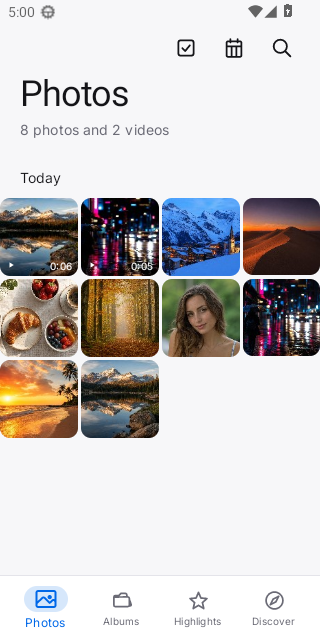 5:00
Photos
8 photos and 2 videos
Today
0:06
0:05
Photos
Albums
Highlights
Discover